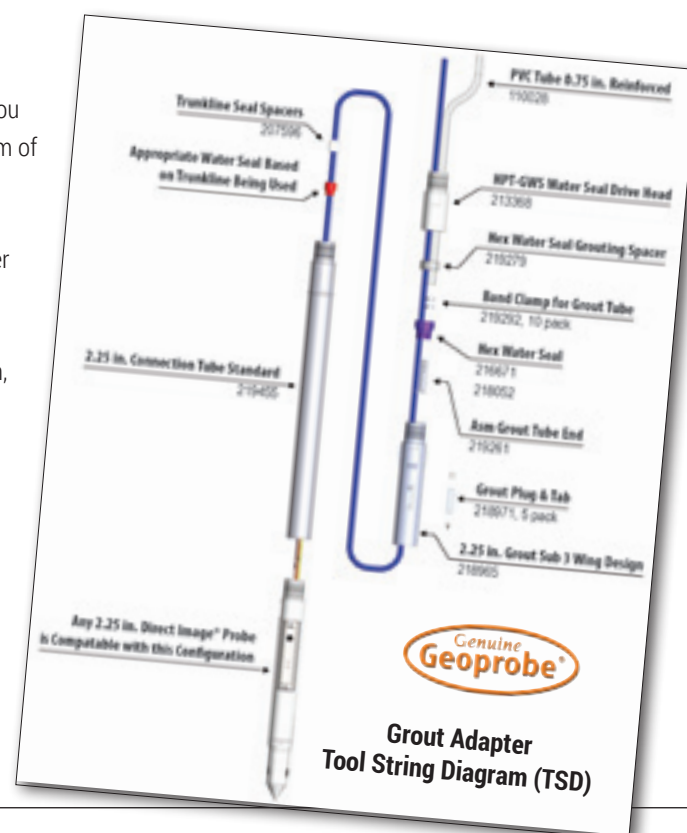 ou
m of
er
n,
Trunkline Seal Spacers
207596
Appropriate Water Seal Based
on Trunkline Being Used
2.25 in. Connection Tube Standard
219455
Any 2.25 in. Direct Image® Probe
is Compatable with this Configuration
PVC Tube 0.75 in. Reinforced
110028
HPT-GWS Water Seal Drive Head
213368
Hex Water Seal Grouting Spacer
219279
Band Clamp for Grout Tube
219292, 10 pack
Hex Water Seal
216671
218052
Asm Grout Tube End
219261
Grout Plug & Tab
218971, 5 pack
2.25 in. Grout Sub 3 Wing Design
218965
Genuine
Geoprobe®
Grout Adapter
Tool String Diagram (TSD)